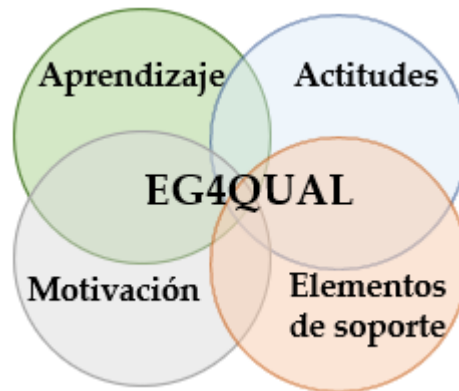 Aprendizaje
Actitudes
EG4QUAL
Motivación
Elementos
de soporte